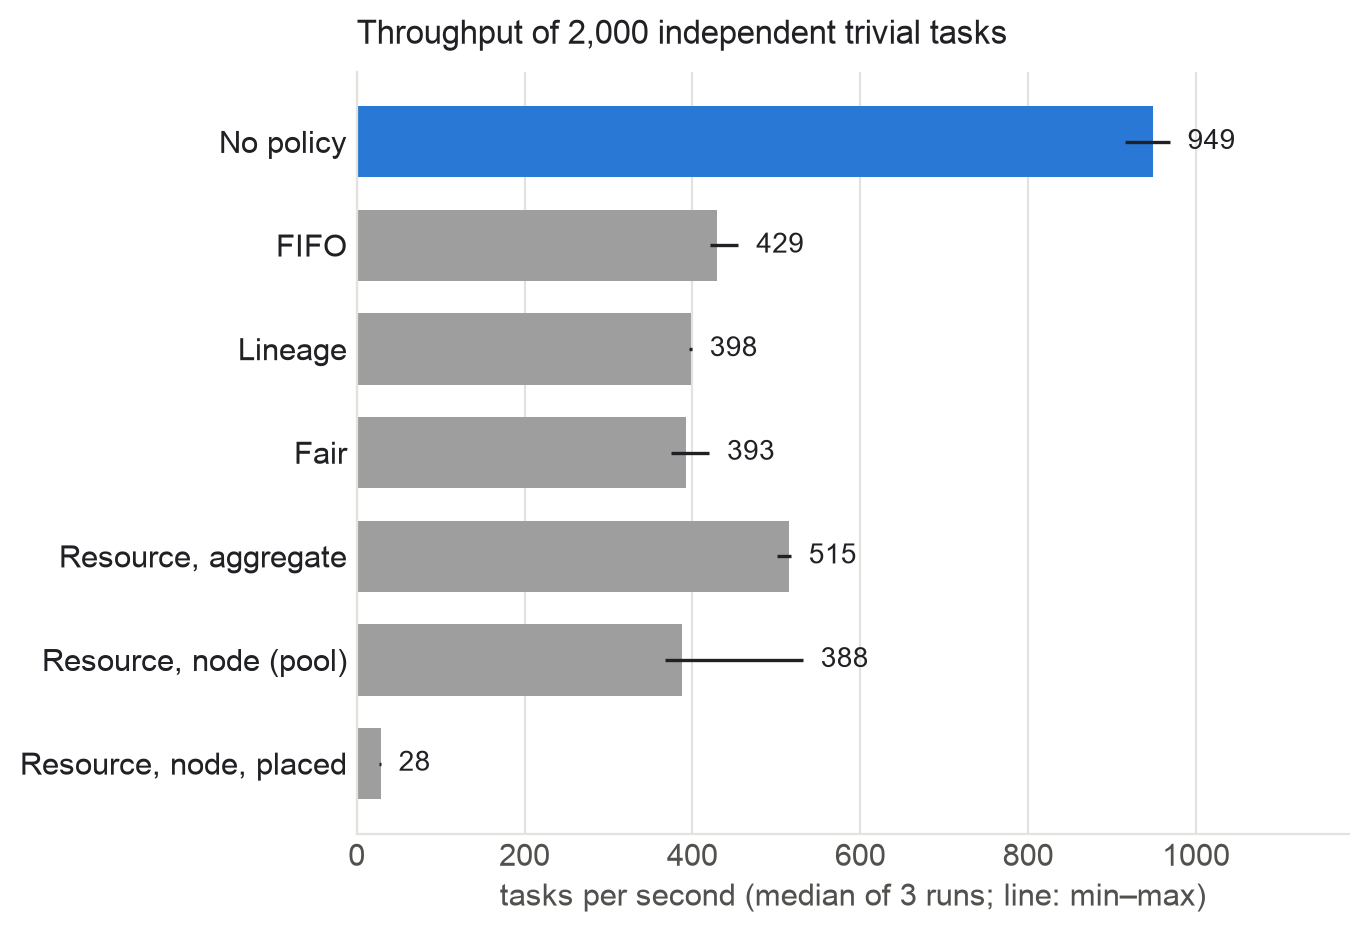 Throughput of 2,000 independent trivial tasks
No policy
949
FIFO
429
Lineage
398
Fair
393
Resource, aggregate
515
Resource, node (pool)
388
Resource, node, placed
28
0 200 400 600 800 1000
tasks per second (median of 3 runs; line: min–max)